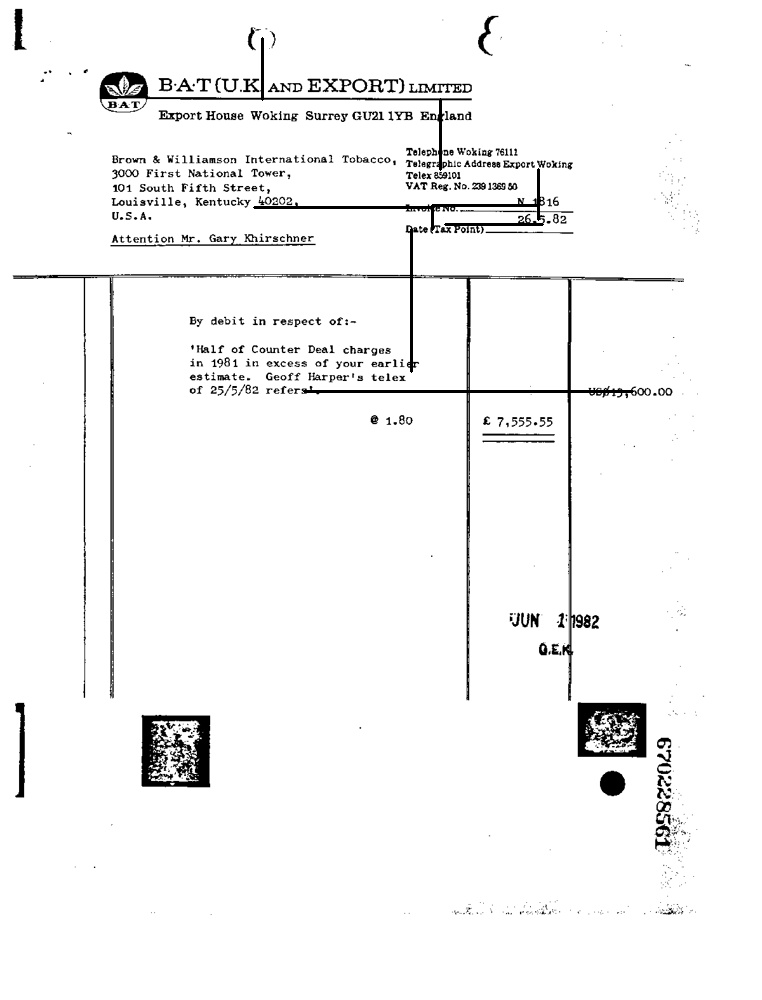 B·A·T (U.K. AND EXPORT) LIMITED
BAT
Export House Woking Surrey GU21 1YB England
Telephone Woking 76111
Brown & Williamson International Tobacco,
Telegraphic Address Export Woking
3000 First National Tower,
Telex 859101
101 South Fifth Street,
VAT Reg. No. 239 1363 50
Louisville, Kentucky 40202,
Invoice No. N 1816
U.S.A.
Date (Tax Point) 26.5.82
Attention Mr. Gary Khirschner
By debit in respect of:-
'Half of Counter Deal charges
in 1981 in excess of your earlier
estimate. Geoff Harper's telex
of 25/5/82 refers'. US$13,600.00
@ 1.80 £ 7,555.55
JUN 1 1982
Q.E.K.
670228561